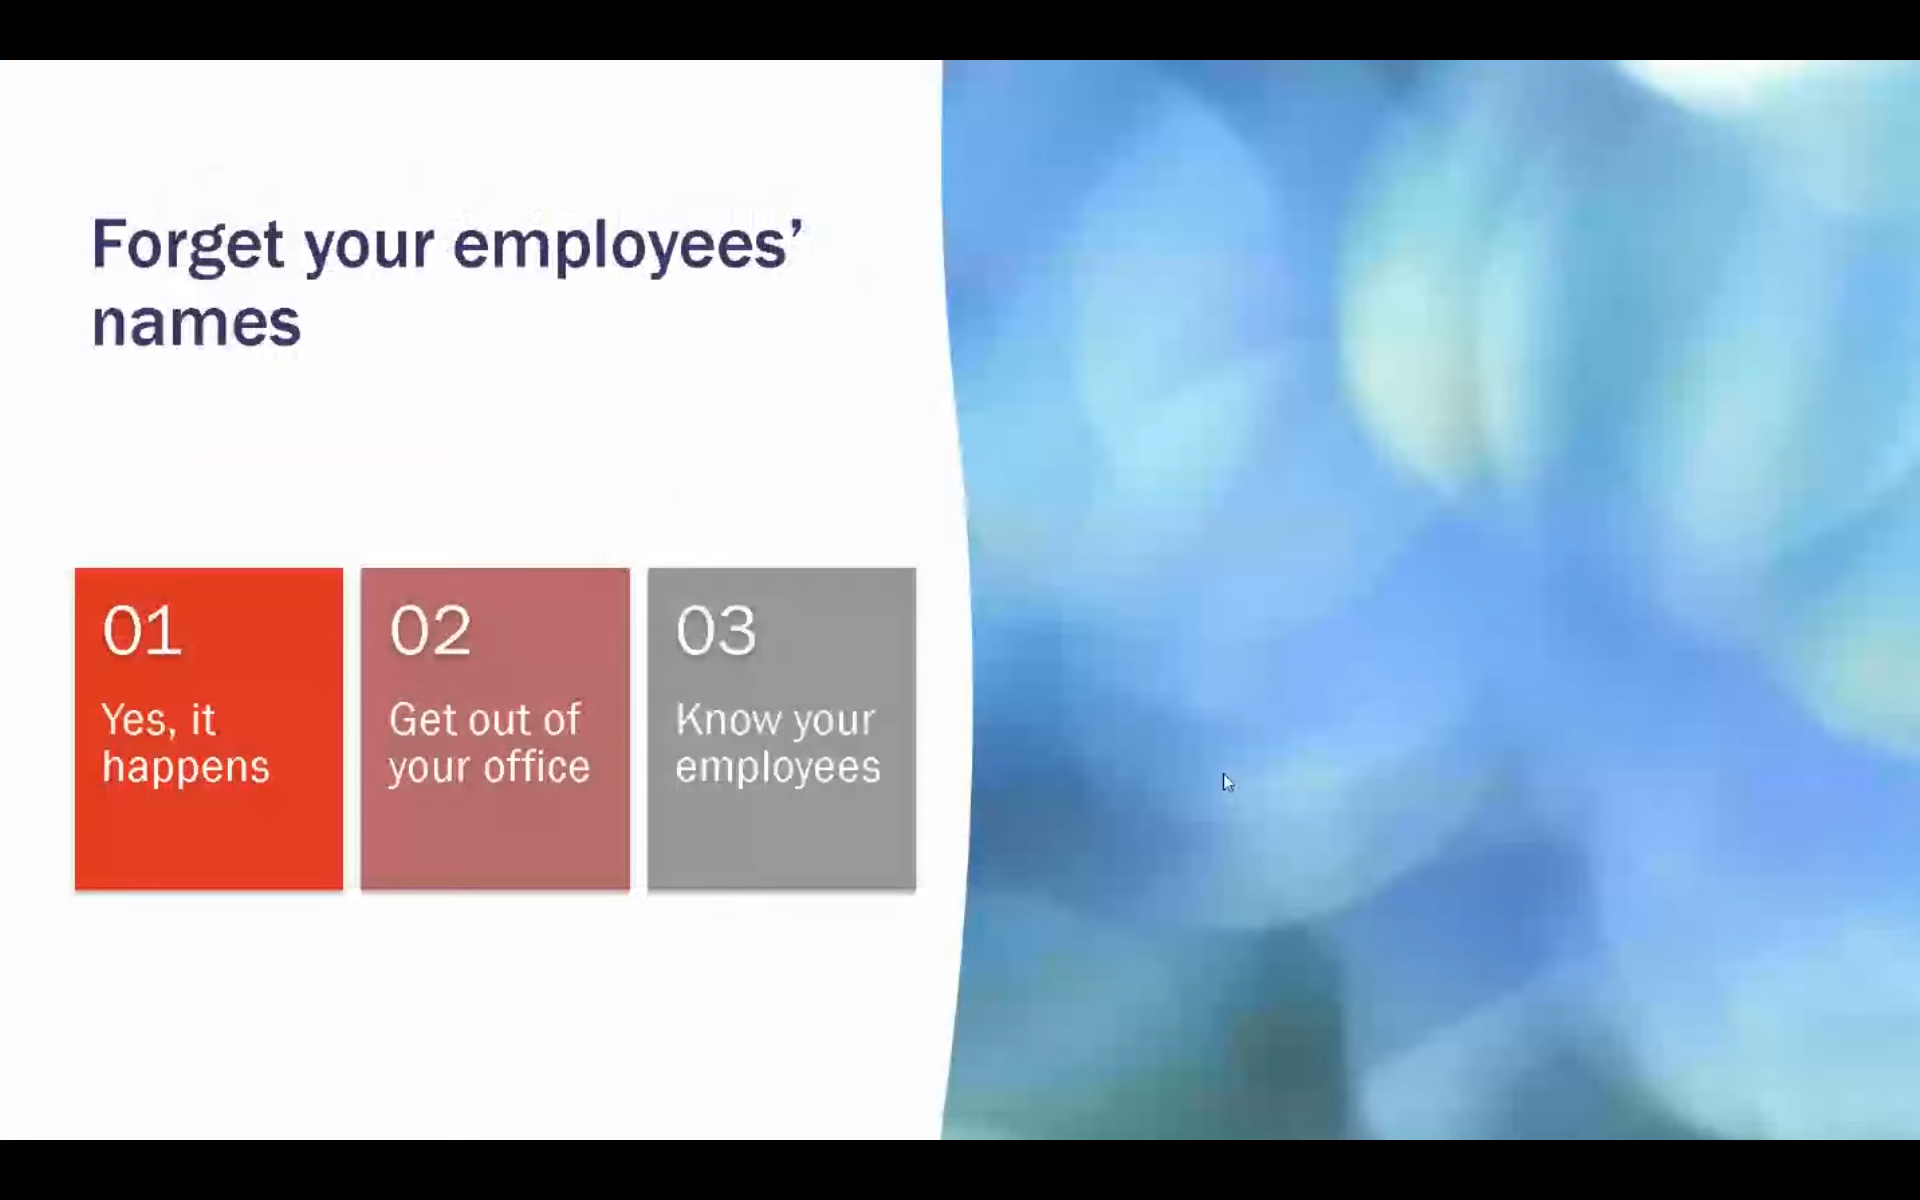 Forget your employees’
names
01
Yes, it
happens
02
Get out of
your office
03
Know your
employees